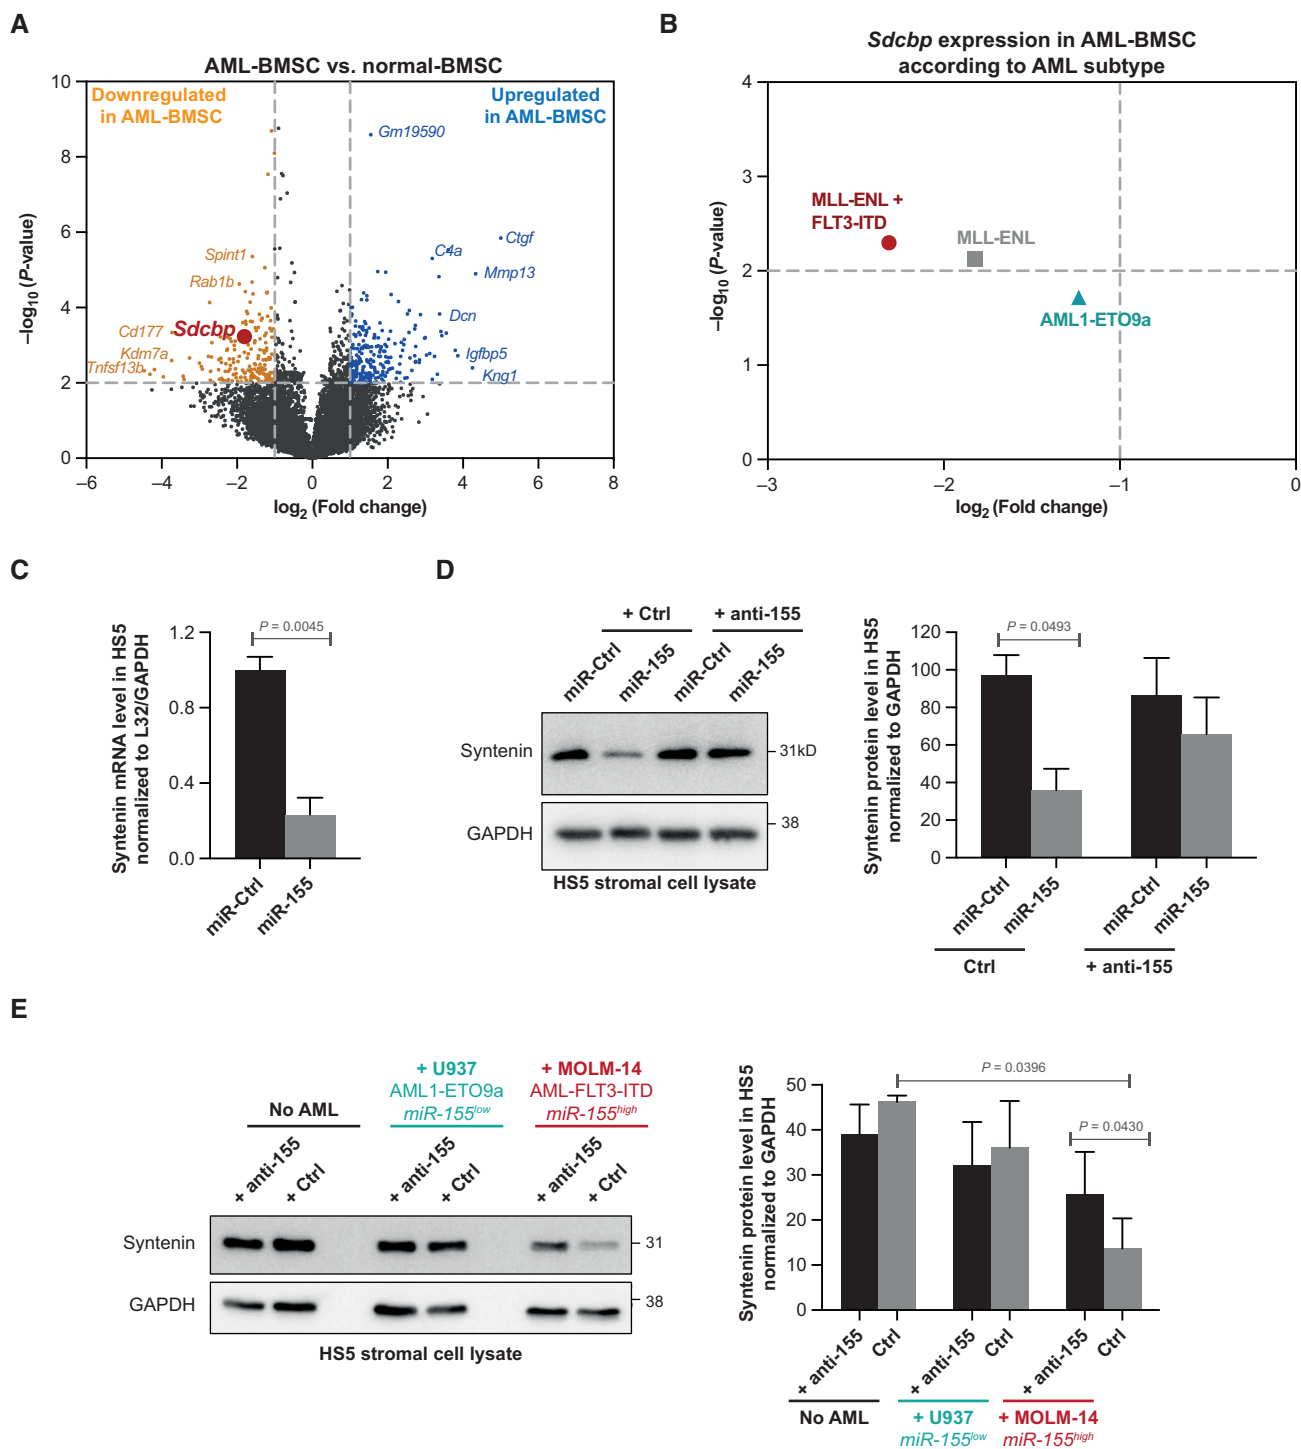 A
AML-BMSC vs. normal-BMSC
Downregulated
in AML-BMSC
Upregulated
in AML-BMSC
Gm19590
Ctgf
C4a
Mmp13
Spint1
Rab1b
Dcn
Cd177
Sdcbp
Kdm7a
Igfbp5
Tnfsf13b
Kng1
–log10 (P-value)
10
8
6
4
2
0
–6
–4
–2
0
2
4
6
8
log2 (Fold change)
B
Sdcbp expression in AML-BMSC
according to AML subtype
MLL-ENL +
FLT3-ITD
MLL-ENL
AML1-ETO9a
–log10 (P-value)
4
3
2
1
0
–3
–2
–1
0
log2 (Fold change)
C
Syntenin mRNA level in HS5
normalized to L32/GAPDH
P = 0.0045
1.2
0.8
0.4
0.0
miR-Ctrl
miR-155
D
+ Ctrl
+ anti-155
miR-Ctrl
miR-155
miR-Ctrl
miR-155
Syntenin
31kD
GAPDH
38
HS5 stromal cell lysate
Syntenin protein level in HS5
normalized to GAPDH
P = 0.0493
120
100
80
60
40
20
0
miR-Ctrl
miR-155
miR-Ctrl
miR-155
Ctrl
+ anti-155
E
No AML
+ U937
AML1-ETO9a
miR-155low
+ MOLM-14
AML-FLT3-ITD
miR-155high
+ anti-155
+ Ctrl
+ anti-155
+ Ctrl
+ anti-155
+ Ctrl
Syntenin
31
GAPDH
38
HS5 stromal cell lysate
Syntenin protein level in HS5
normalized to GAPDH
P = 0.0396
P = 0.0430
50
40
30
20
10
0
+ anti-155
Ctrl
+ anti-155
Ctrl
+ anti-155
Ctrl
No AML
+ U937
miR-155low
+ MOLM-14
miR-155high